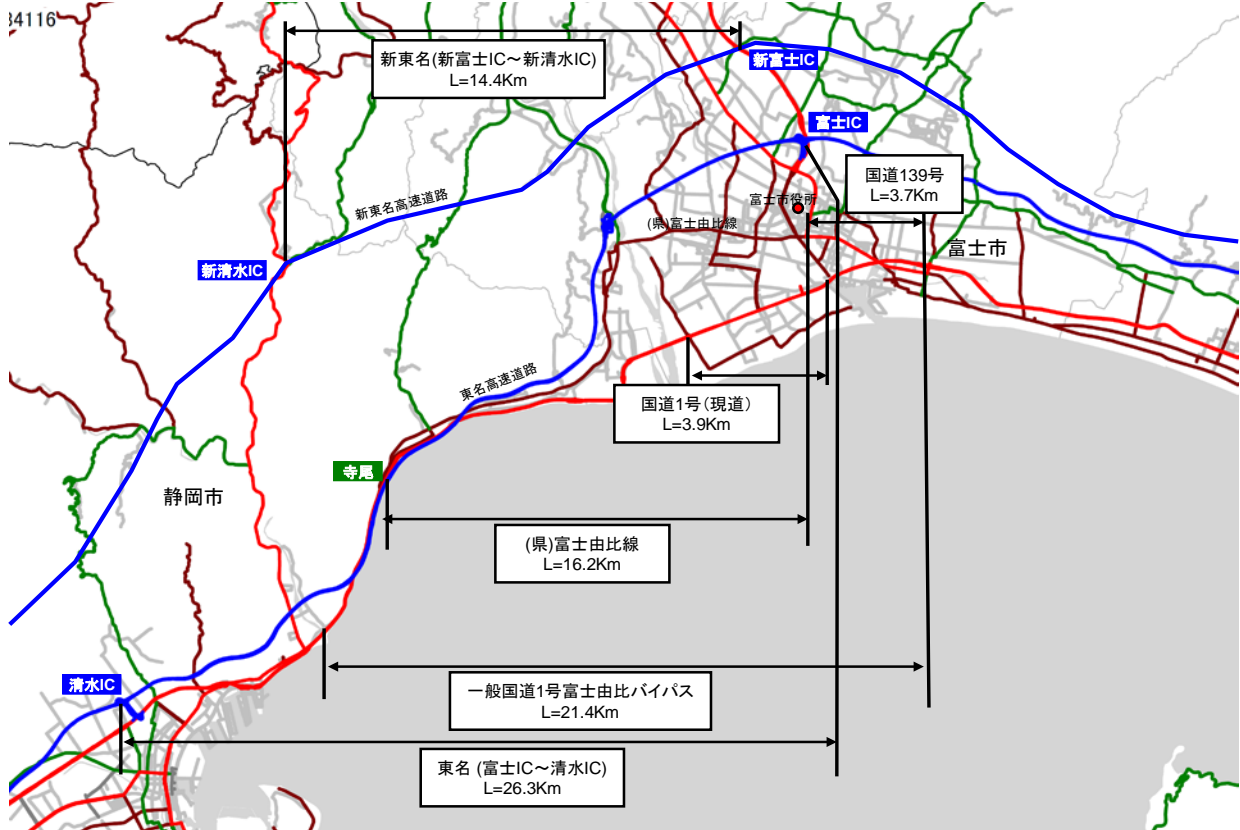 34116
新東名(新富士IC～新清水IC)
L=14.4Km
新富士IC
富士IC
国道139号
L=3.7Km
富士市役所
新東名高速道路
(県)富士由比線
富士市
新清水IC
東名高速道路
国道1号(現道)
L=3.9Km
寺尾
静岡市
(県)富士由比線
L=16.2Km
清水IC
一般国道1号富士由比バイパス
L=21.4Km
東名 (富士IC～清水IC)
L=26.3Km